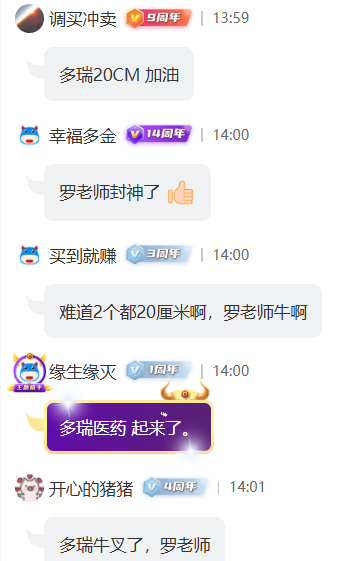 调买冲卖 V 9周年 | 13:59
多瑞20CM 加油
幸福多金 V 14周年 | 14:00
罗老师封神了
买到就赚 V 3周年 | 14:00
难道2个都20厘米啊，罗老师牛啊
缘生缘灭 V 1周年 | 14:00
多瑞医药 起来了。
开心的猪猪 V 4周年 | 14:01
多瑞牛叉了，罗老师